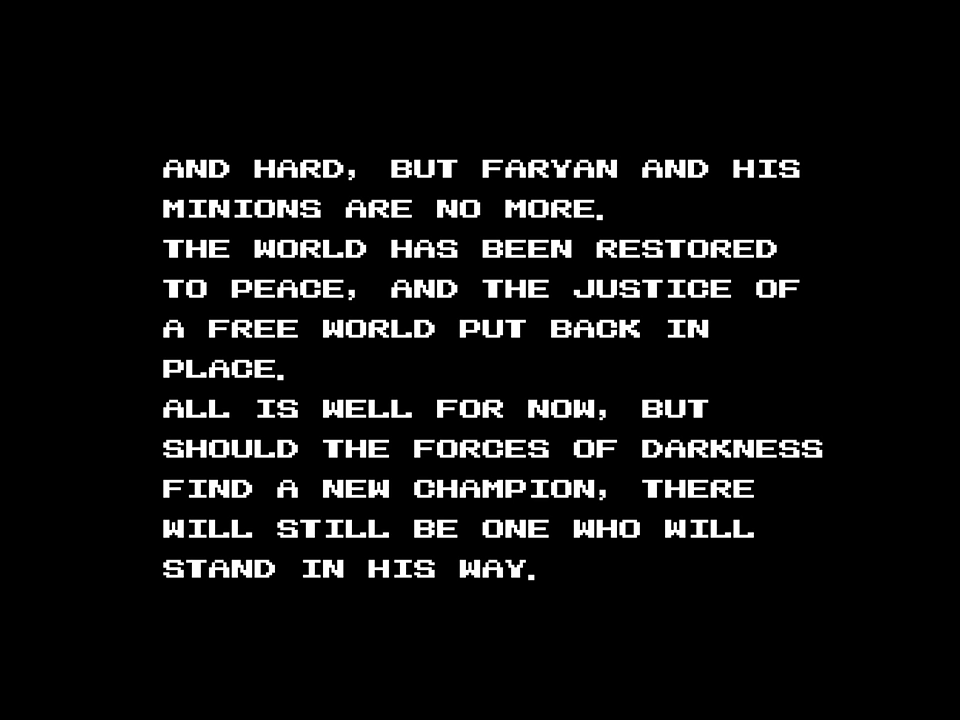 AND HARD, BUT FARYAN AND HIS
MINIONS ARE NO MORE.
THE WORLD HAS BEEN RESTORED
TO PEACE, AND THE JUSTICE OF
A FREE WORLD PUT BACK IN
PLACE.
ALL IS WELL FOR NOW, BUT
SHOULD THE FORCES OF DARKNESS
FIND A NEW CHAMPION, THERE
WILL STILL BE ONE WHO WILL
STAND IN HIS WAY.